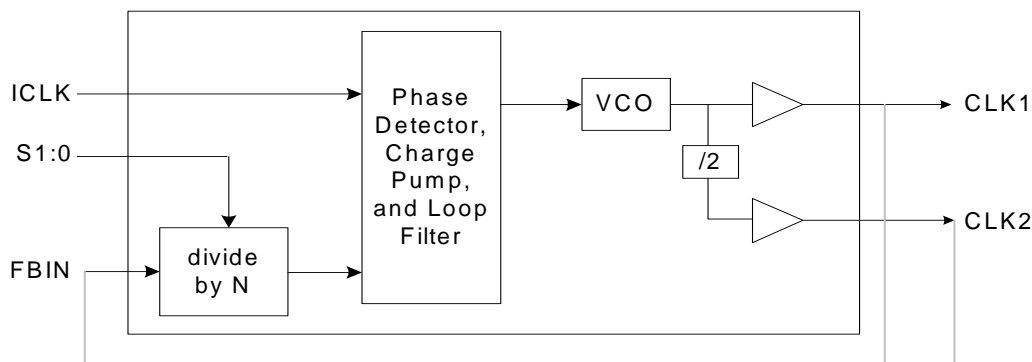 ICLK
S1:0
FBIN
divide
by N
Phase
Detector,
Charge
Pump,
and Loop
Filter
VCO
/2
CLK1
CLK2